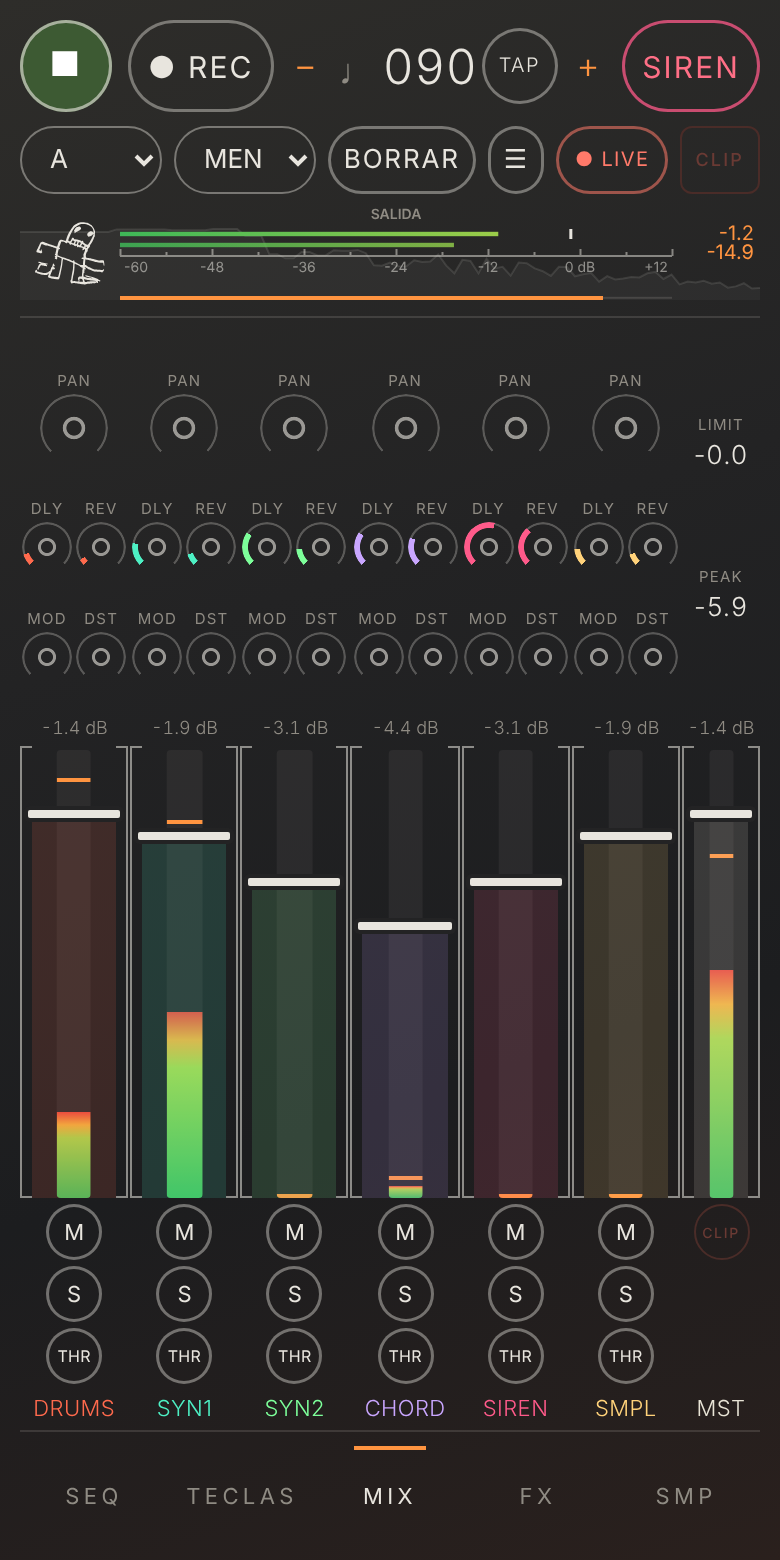 REC − ♩ 090 TAP + SIREN
A MEN BORRAR ☰ LIVE CLIP
SALIDA
-1.2
-14.9
-60 -48 -36 -24 -12 0 dB +12
PAN PAN PAN PAN PAN PAN
LIMIT
-0.0
DLY REV DLY REV DLY REV DLY REV DLY REV DLY REV
PEAK
-5.9
MOD DST MOD DST MOD DST MOD DST MOD DST MOD DST
-1.4 dB -1.9 dB -3.1 dB -4.4 dB -3.1 dB -1.9 dB -1.4 dB
M M M M M M CLIP
S S S S S S
THR THR THR THR THR THR
DRUMS SYN1 SYN2 CHORD SIREN SMPL MST
SEQ TECLAS MIX FX SMP